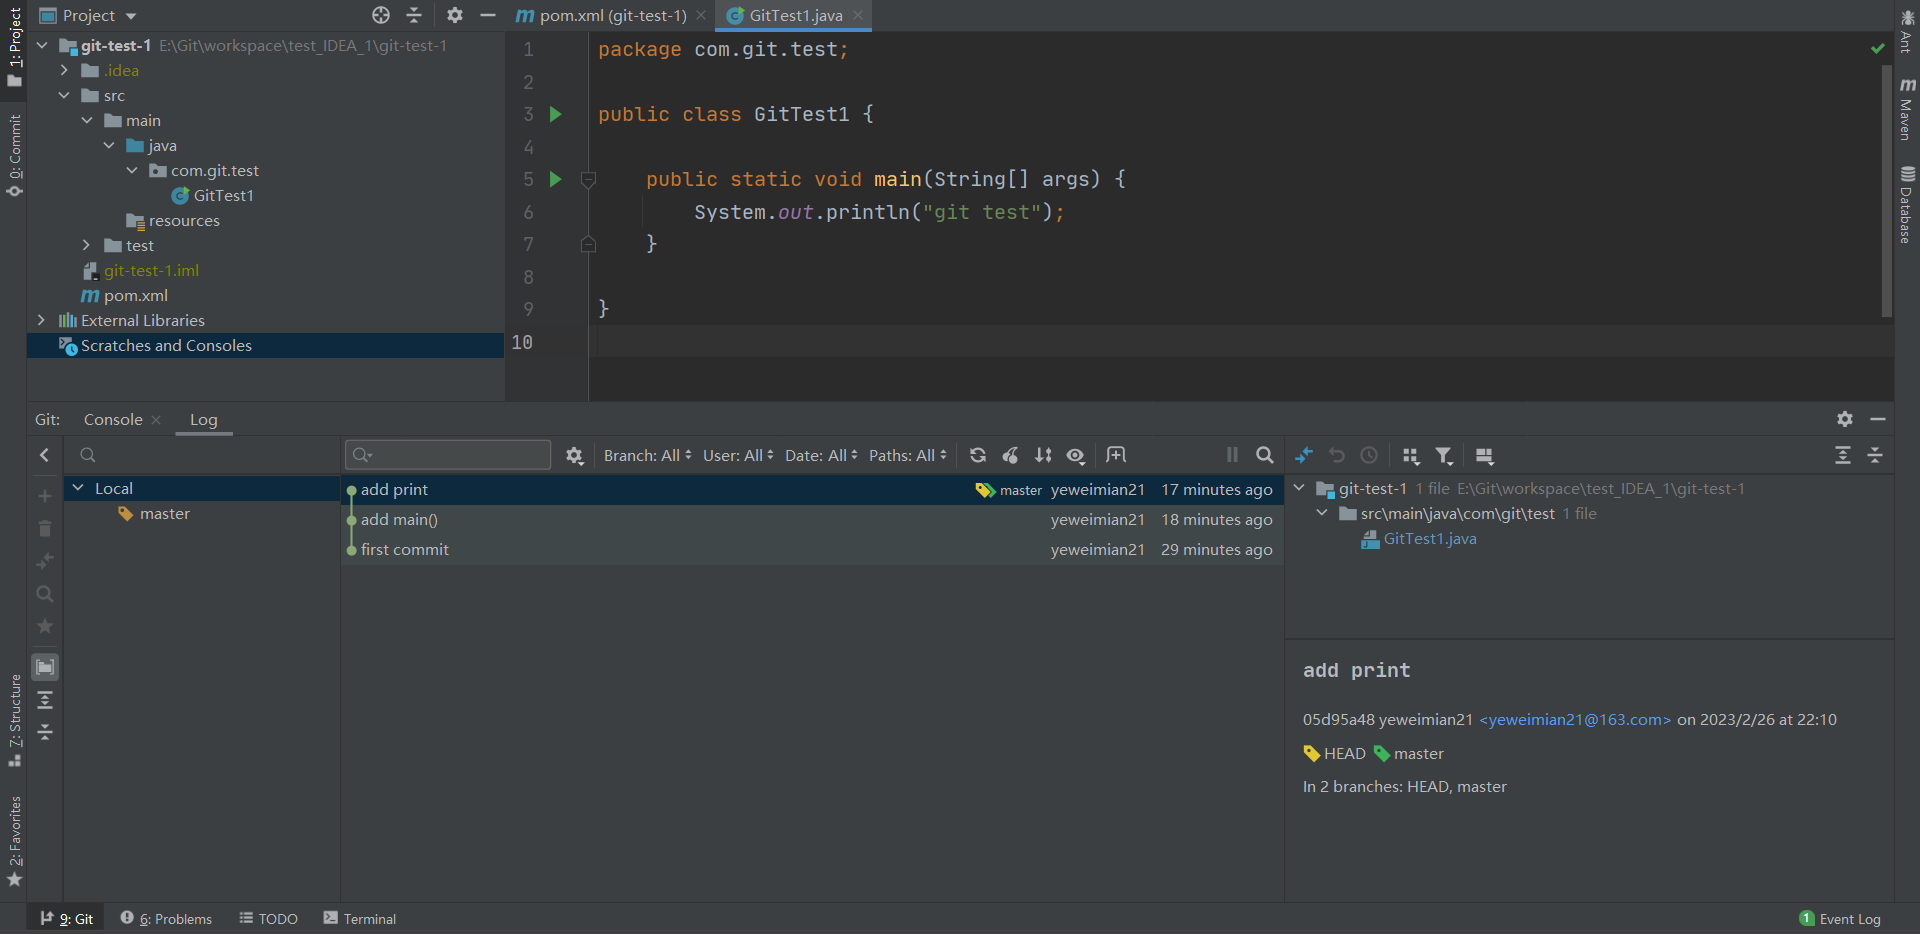 1: Project
0: Commit
7: Structure
2: Favorites
Project
git-test-1 E:\Git\workspace\test_IDEA_1\git-test-1
.idea
src
main
java
com.git.test
GitTest1
resources
test
git-test-1.iml
pom.xml
External Libraries
Scratches and Consoles
pom.xml (git-test-1)
GitTest1.java
1 package com.git.test;
2
3 public class GitTest1 {
4
5 public static void main(String[] args) {
6 System.out.println("git test");
7 }
8
9 }
10
Ant
Maven
Database
Git: Console Log
Branch: All User: All Date: All Paths: All
Local
master
add print master yeweimian21 17 minutes ago
add main() yeweimian21 18 minutes ago
first commit yeweimian21 29 minutes ago
git-test-1 1 file E:\Git\workspace\test_IDEA_1\git-test-1
src\main\java\com\git\test 1 file
GitTest1.java
add print
05d95a48 yeweimian21 <yeweimian21@163.com> on 2023/2/26 at 22:10
HEAD master
In 2 branches: HEAD, master
9: Git 6: Problems TODO Terminal
1 Event Log